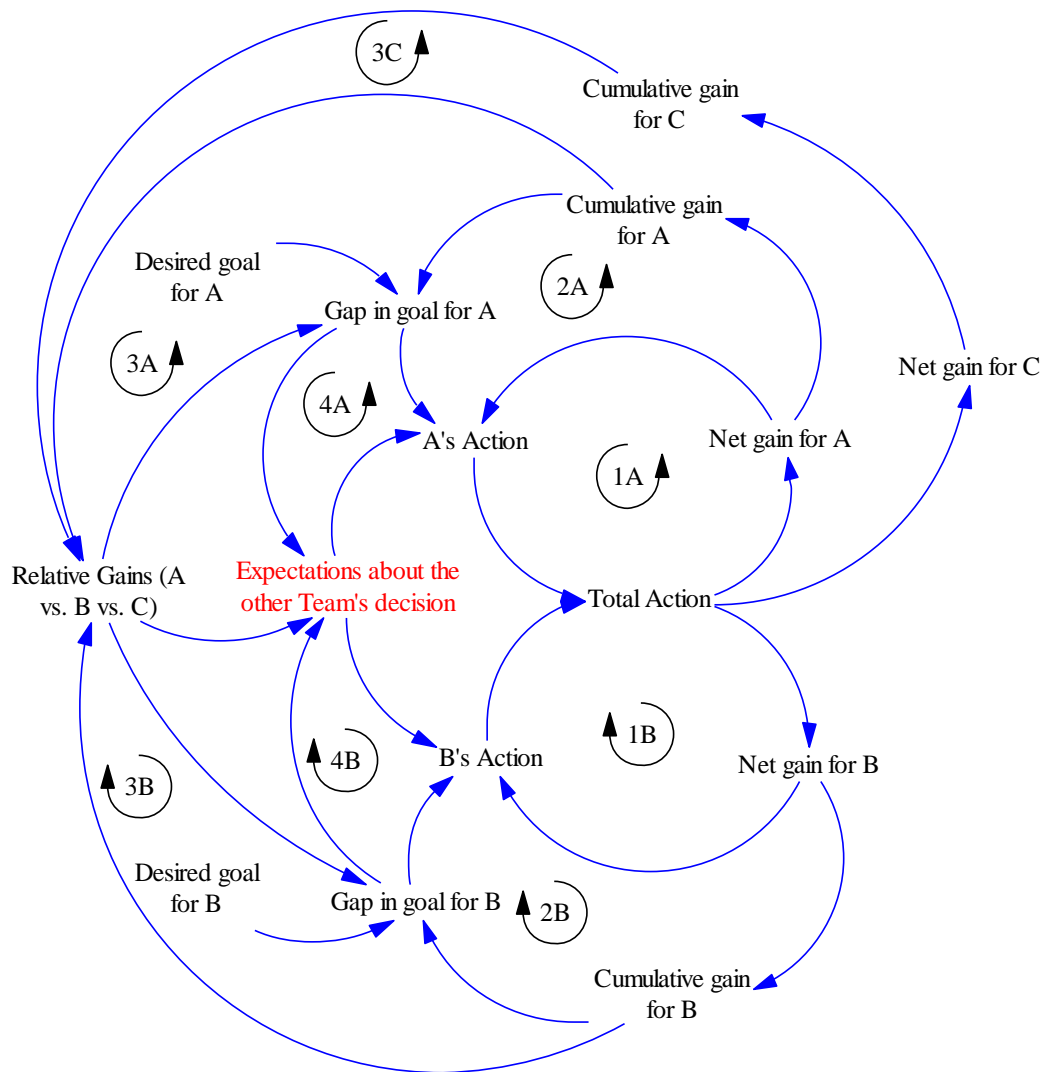 3C
Cumulative gain
for C
Cumulative gain
for A
Desired goal
for A
2A
Gap in goal for A
3A
Net gain for C
4A
A's Action
Net gain for A
1A
Relative Gains (A
vs. B vs. C)
Expectations about the
other Team's decision
Total Action
1B
4B
B's Action
Net gain for B
3B
Desired goal
for B
Gap in goal for B
2B
Cumulative gain
for B